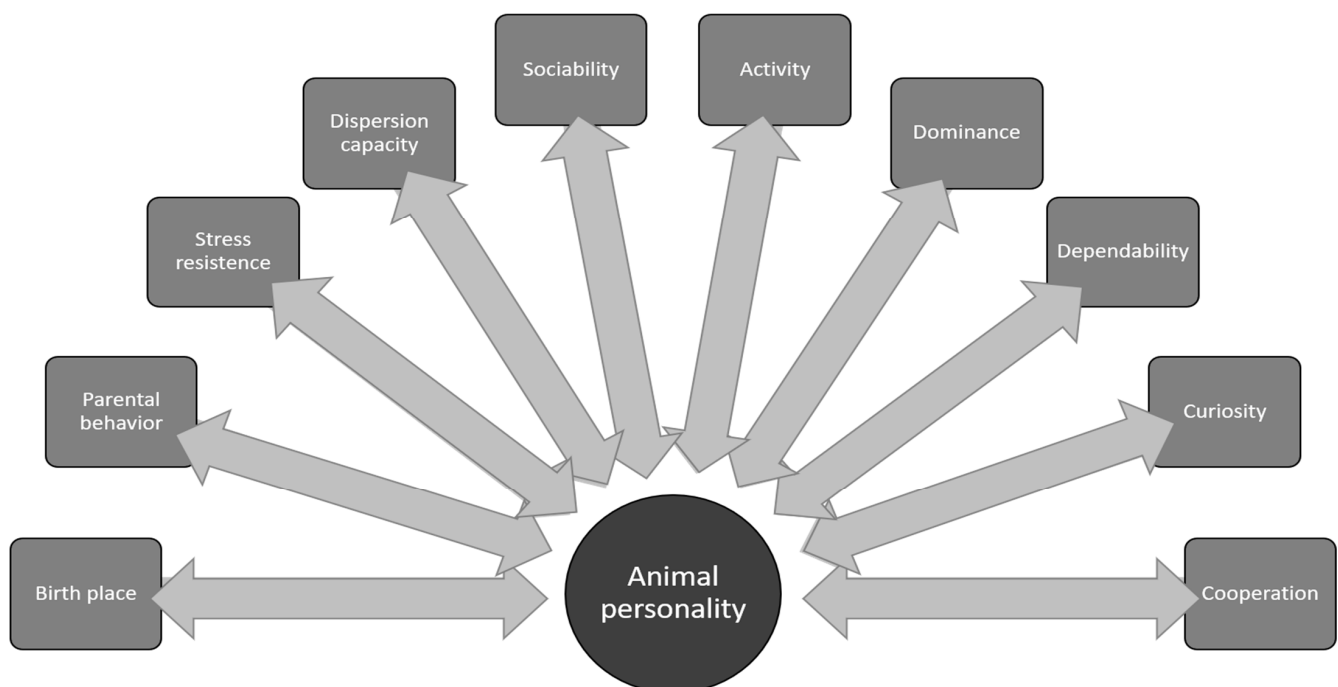 Sociability
Activity
Dispersion
capacity
Dominance
Stress
resistence
Dependability
Parental
behavior
Curiosity
Birth place
Animal
personality
Cooperation